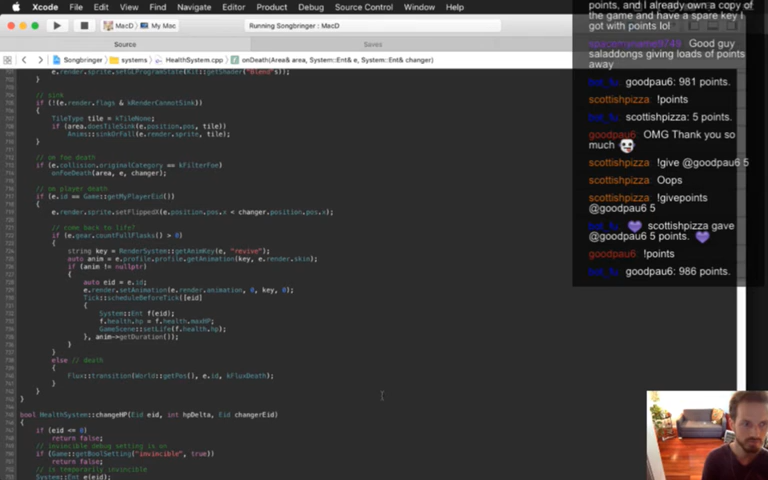 Xcode File Edit View Find Navigate Editor Product Debug Source Control Window Help
MacD › My Mac
Running Songbringer : MacD
Source
Saves
Songbringer › systems › HealthSystem.cpp › onDeath(Area& area, System::Ent& e, System::Ent& changer)
e.render.sprite.setGLProgramState(Kit::getShader("Blend"s));
}
// sink
if (!(e.render.flags & kRenderCannotSink))
{
TileType tile = kTileNone;
if (area.doesTileSink(e.position.pos, tile))
Anims::sinkOrFall(e.render.sprite, tile);
}
// on foe death
if (e.collision.originalCategory == kFilterFoe)
onFoeDeath(area, e, changer);
// on player death
if (e.id == Game::getMyPlayerEid())
{
e.render.sprite.setFlippedX(e.position.pos.x < changer.position.pos.x);
// come back to life?
if (e.gear.countFullFlasks() > 0)
{
string key = RenderSystem::getAnimKey(e, "revive");
auto anim = e.profile.profile.getAnimation(key, e.render.skin);
if (anim != nullptr)
{
auto eid = e.id;
e.render.setAnimation(e.render.animation, 0, key, 0);
Tick::scheduleBeforeTick([eid]
{
System::Ent f(eid);
f.health.hp = f.health.maxHP;
GameScene::setLife(f.health.hp);
}, anim->getDuration());
}
}
else // death
{
Flux::transition(World::getPos(), e.id, kFluxDeath);
}
}
}
bool HealthSystem::changeHP(Eid eid, int hpDelta, Eid changerEid)
{
if (eid <= 0)
return false;
// invincible debug setting is on
if (Game::getBoolSetting("invincible", true))
return false;
// is temporarily invincible
System::Ent e(eid);
points, and I already own a copy of
the game and have a spare key I
got with points lol
Good guy
saladdongs giving loads of points
away
goodpau6: 981 points.
scottishpizza !points
scottishpizza: 5 points.
goodpau6 OMG Thank you so
much
scottishpizza !give @goodpau6 5
scottishpizza Oops
scottishpizza !givepoints
@goodpau6 5
scottishpizza gave
@goodpau6 5 points.
goodpau6 !points
goodpau6: 986 points.